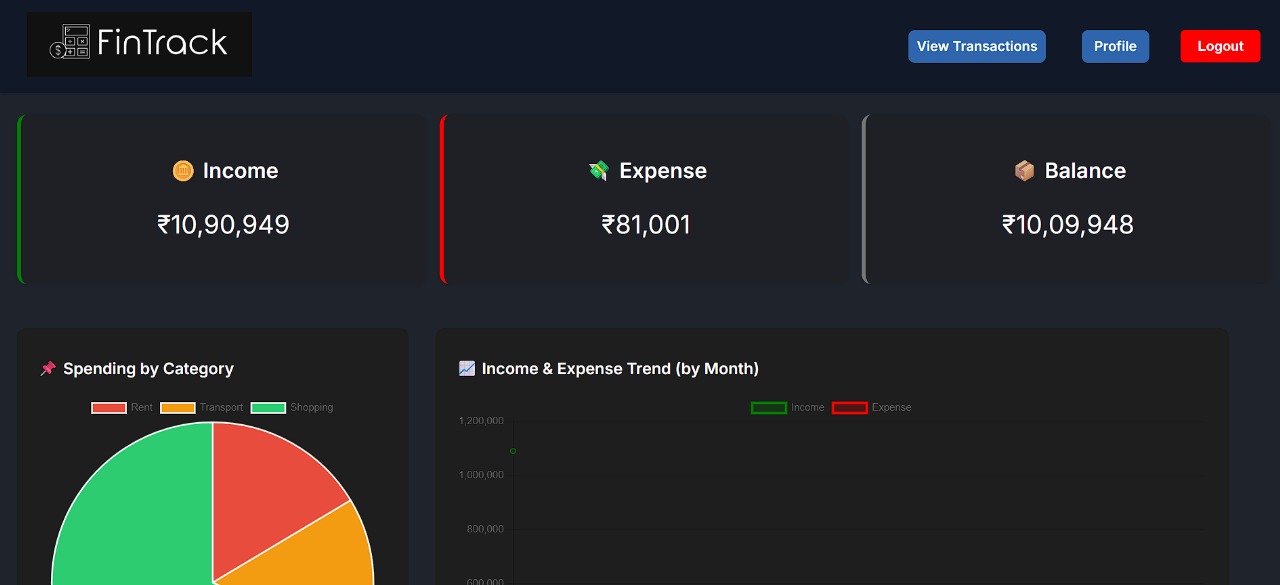 FinTrack
View Transactions Profile Logout
Income Expense Balance
₹10,90,949 ₹81,001 ₹10,09,948
Spending by Category
Rent Transport Shopping
Income & Expense Trend (by Month)
Income Expense
1,200,000
1,000,000
800,000
600,000